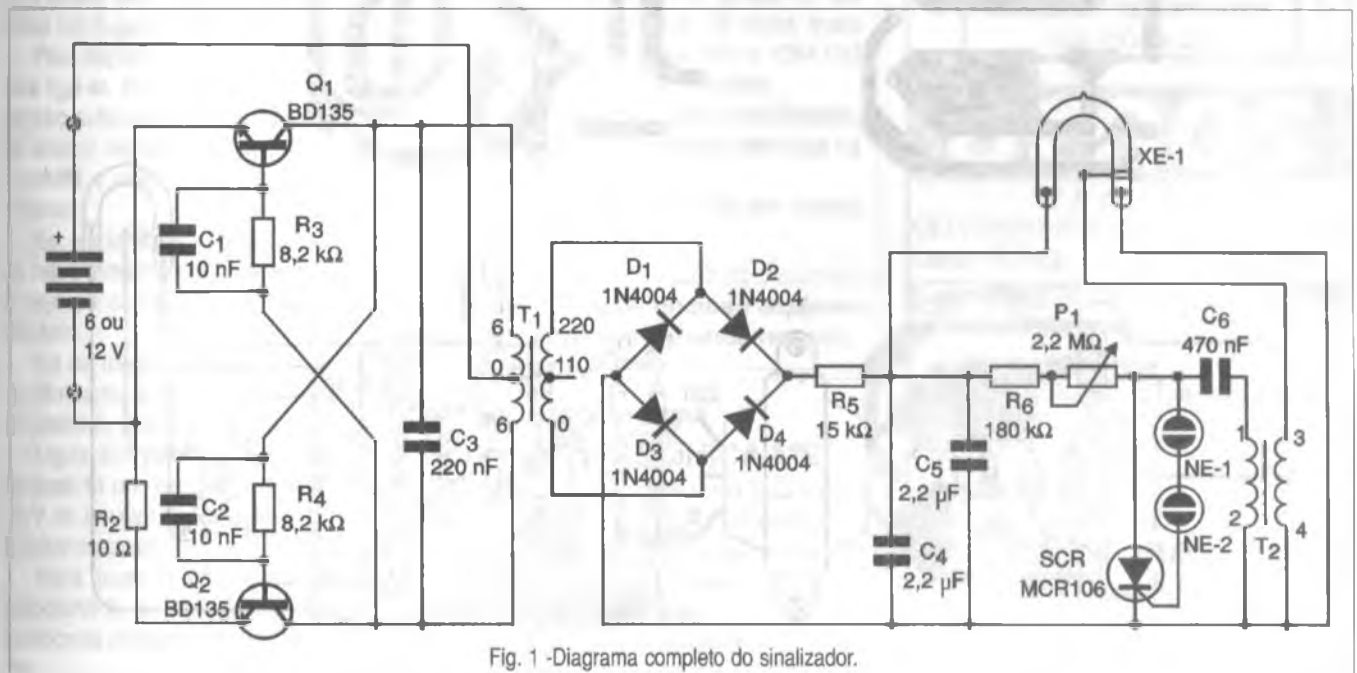 Q1
BD135
C1
10 nF
R3
8,2 kΩ
+
6 ou
12 V
R2
10 Ω
C2
10 nF
R4
8,2 kΩ
Q2
BD135
C3
220 nF
6
0
6
T1
220
110
0
D1
1N4004
D2
1N4004
D3
1N4004
D4
1N4004
R5
15 kΩ
C4
2,2 µF
C5
2,2 µF
R6
180 kΩ
P1
2,2 MΩ
XE-1
C6
470 nF
NE-1
NE-2
SCR
MCR106
1
2
T2
3
4
Fig. 1 -Diagrama completo do sinalizador.